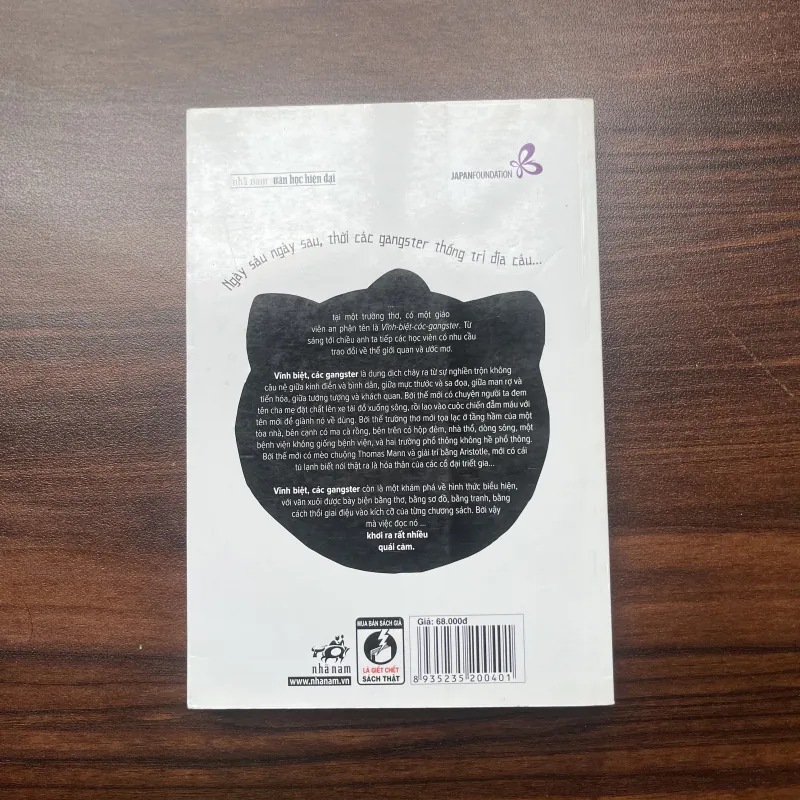 nhã nam văn học hiện đại
JAPANFOUNDATION
Ngày sảu ngày sau, thời các gangster thống trị địa cầu...
...
tại một trường thơ, có một giáo
viên an phận tên là Vĩnh-biệt-các-gangster. Từ
sáng tới chiều anh ta tiếp các học viên có nhu cầu
trao đổi về thế giới quan và ước mơ.
Vĩnh biệt, các gangster là dung dịch chảy ra từ sự nghiền trộn không
câu nệ giữa kinh điển và bình dân, giữa mực thước và sa đọa, giữa man rợ và
tiến hóa, giữa tưởng tượng và khách quan. Bởi thế mới có chuyện người ta đem
tên cha mẹ đặt chất lên xe tải đổ xuống sông, rồi lao vào cuộc chiến đẫm máu với
tên mới để giành nó về dùng. Bởi thế trường thơ mới tọa lạc ở tầng hầm của một
tòa nhà, bên cạnh có ma cà rồng, bên trên có hộp đêm, nhà thổ, dòng sông, một
bệnh viện không giống bệnh viện, và hai trường phổ thông không hề phổ thông.
Bởi thế mới có mèo chuộng Thomas Mann và giải trí bằng Aristotle, mới có cái
tủ lạnh biết nói thật ra là hóa thân của các cổ đại triết gia...
Vĩnh biệt, các gangster còn là một khám phá về hình thức biểu hiện,
với văn xuôi được bày biện bằng thơ, bằng sơ đồ, bằng tranh, bằng
cách thổi giai điệu vào kích cỡ của từng chương sách. Bởi vậy
mà việc đọc nó ...
khơi ra rất nhiều
quái cảm.
nhã nam
www.nhanam.vn
MUA BÁN SÁCH GIẢ
LÀ GIẾT CHẾT
SÁCH THẬT
Giá: 68.000đ
8 935235 200401